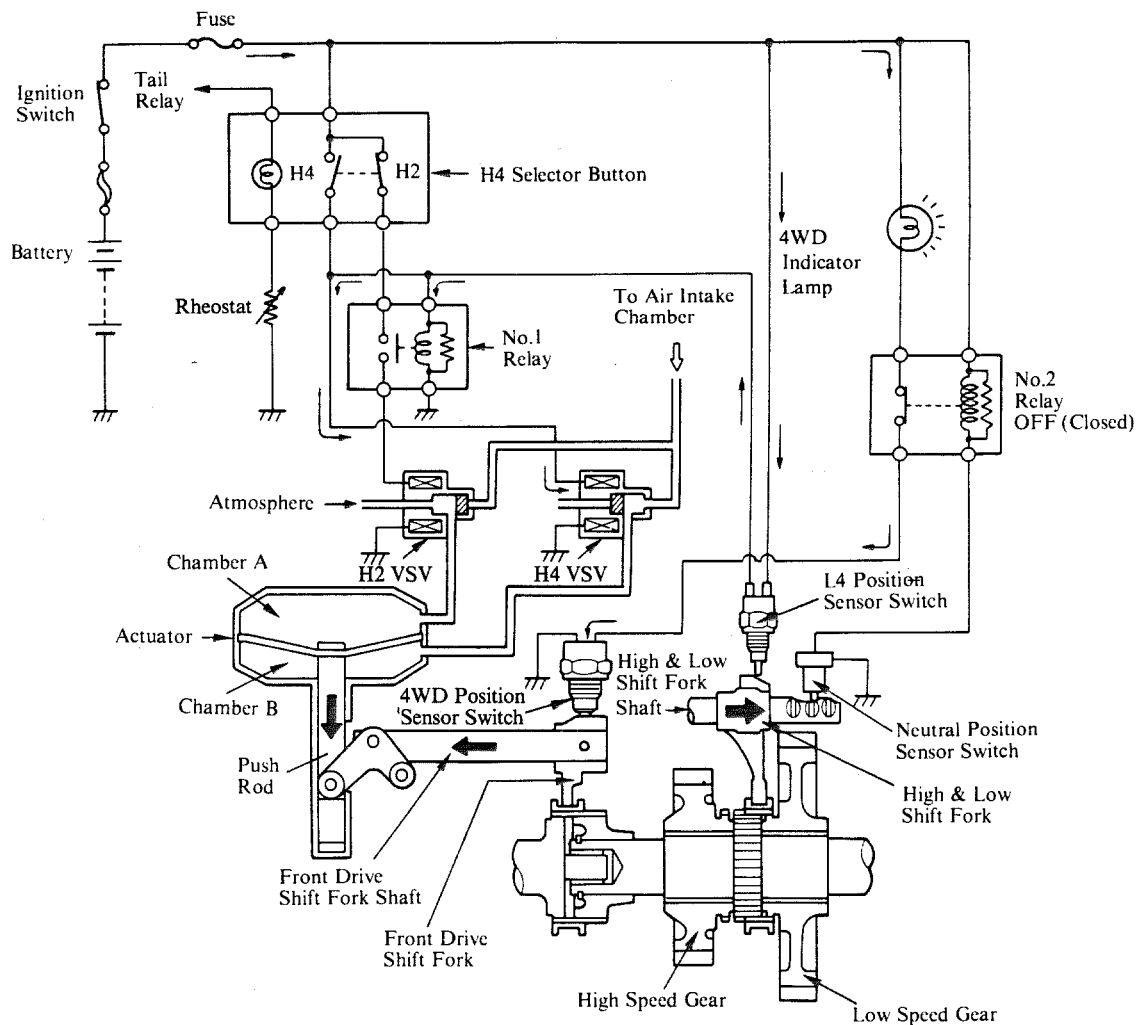 Fuse
Ignition
Switch
Tail
Relay
H4
H2
H4 Selector Button
Battery
4WD
Indicator
Lamp
Rheostat
To Air Intake
Chamber
No.1
Relay
No.2
Relay
OFF (Closed)
Atmosphere
H2 VSV
H4 VSV
Chamber A
L4 Position
Sensor Switch
Actuator
High & Low
Shift Fork
Shaft
4WD Position
Sensor Switch
Chamber B
Neutral Position
Sensor Switch
Push
Rod
High & Low
Shift Fork
Front Drive
Shift Fork Shaft
Front Drive
Shift Fork
High Speed Gear
Low Speed Gear